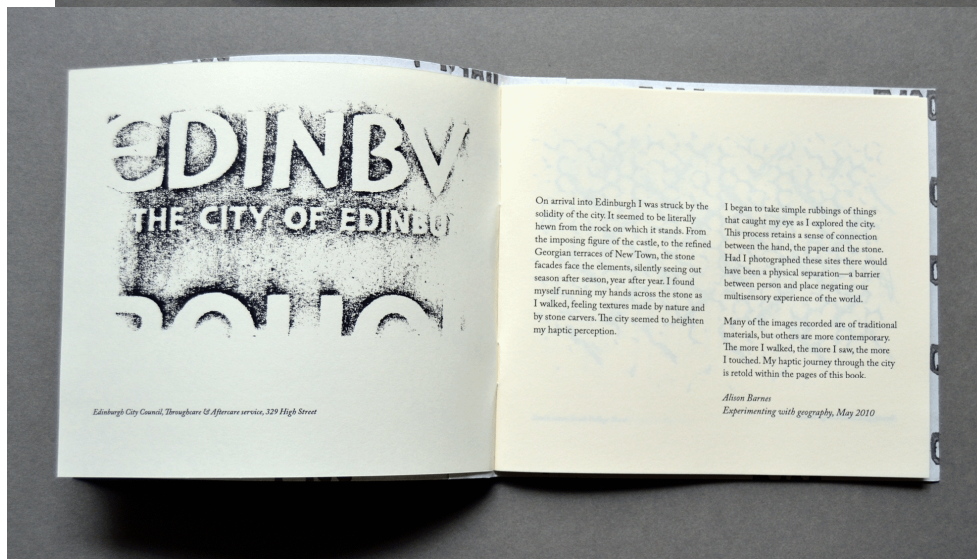 EDINBV
THE CITY OF EDINBU
Edinburgh City Council, Throughcare & Aftercare service, 329 High Street
On arrival into Edinburgh I was struck by the
solidity of the city. It seemed to be literally
hewn from the rock on which it stands. From
the imposing figure of the castle, to the refined
Georgian terraces of New Town, the stone
facades face the elements, silently seeing out
season after season, year after year. I found
myself running my hands across the stone as
I walked, feeling textures made by nature and
by stone carvers. The city seemed to heighten
my haptic perception.
I began to take simple rubbings of things
that caught my eye as I explored the city.
This process retains a sense of connection
between the hand, the paper and the stone.
Had I photographed these sites there would
have been a physical separation—a barrier
between person and place negating our
multisensory experience of the world.
Many of the images recorded are of traditional
materials, but others are more contemporary.
The more I walked, the more I saw, the more
I touched. My haptic journey through the city
is retold within the pages of this book.
Alison Barnes
Experimenting with geography, May 2010